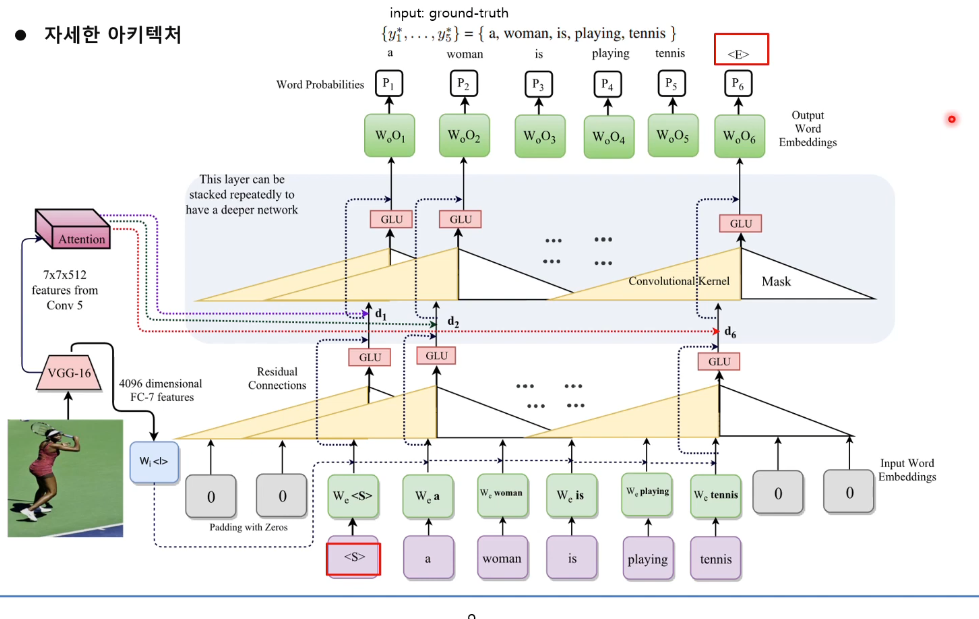 input: ground-truth
● 자세한 아키텍처
{y₁*, . . . , y₅*} = { a, woman, is, playing, tennis }
a woman is playing tennis <E>
Word Probabilities P₁ P₂ P₃ P₄ P₅ P₆
WₒO₁ WₒO₂ WₒO₃ WₒO₄ WₒO₅ WₒO₆
Output
Word
Embeddings
This layer can be
stacked repeatedly to
have a deeper network
GLU GLU GLU
Attention
... ...
... ...
Convolutional Kernel Mask
7x7x512
features from
Conv 5
d₁ d₂ d₆
GLU GLU GLU
VGG-16
4096 dimensional
FC-7 features
Residual
Connections
... ...
... ...
Wᵢ <I>
0 0 Wₑ <S> Wₑ a Wₑ woman Wₑ is Wₑ playing Wₑ tennis 0 0
Input Word
Embeddings
Padding with Zeros
<S> a woman is playing tennis